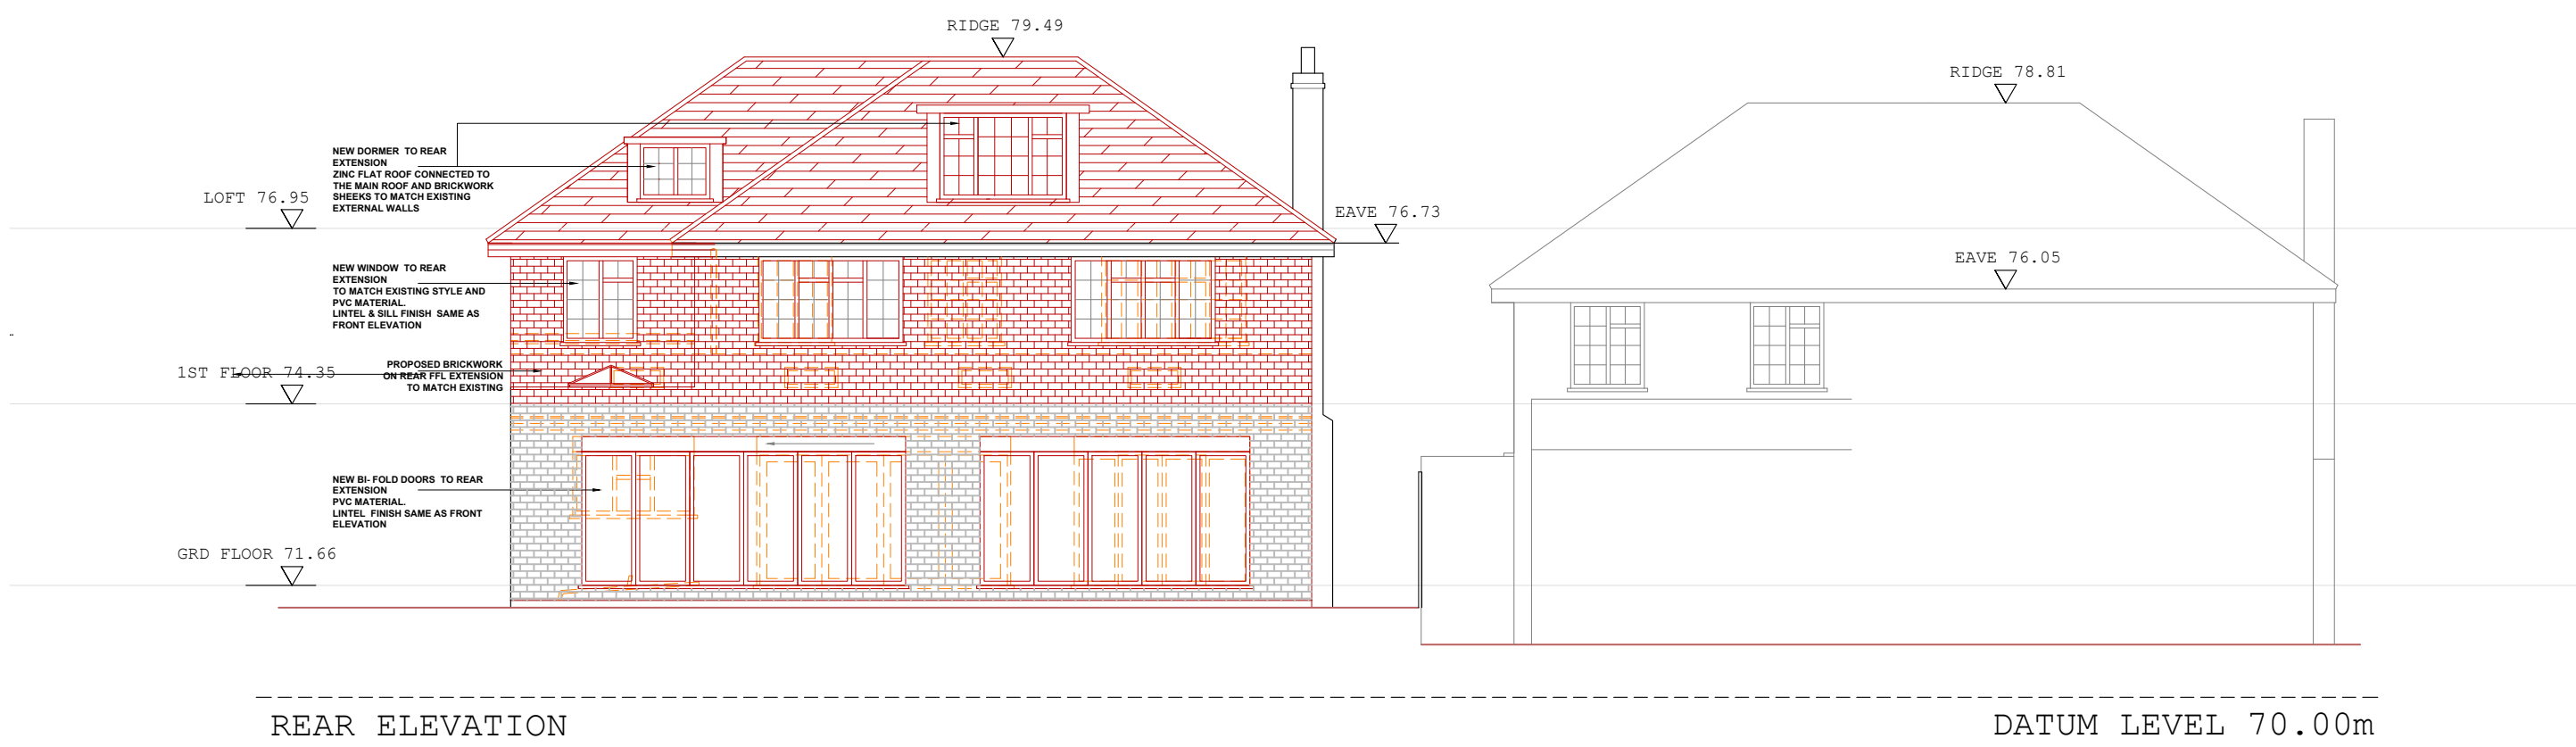 RIDGE 79.49
RIDGE 78.81
NEW DORMER TO REAR
EXTENSION
ZINC FLAT ROOF CONNECTED TO
THE MAIN ROOF AND BRICKWORK
SHEEKS TO MATCH EXISTING
EXTERNAL WALLS
LOFT 76.95
EAVE 76.73
EAVE 76.05
NEW WINDOW TO REAR
EXTENSION
TO MATCH EXISTING STYLE AND
PVC MATERIAL.
LINTEL & SILL FINISH SAME AS
FRONT ELEVATION
1ST FLOOR 74.35
PROPOSED BRICKWORK
ON REAR FFL EXTENSION
TO MATCH EXISTING
NEW BI- FOLD DOORS TO REAR
EXTENSION
PVC MATERIAL.
LINTEL FINISH SAME AS FRONT
ELEVATION
GRD FLOOR 71.66
REAR ELEVATION
DATUM LEVEL 70.00m